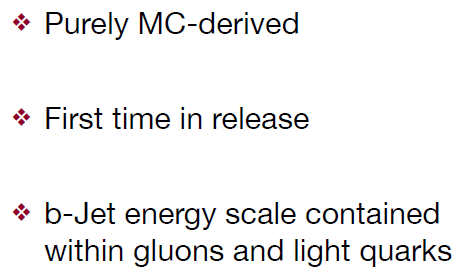 ❖ Purely MC-derived
❖ First time in release
❖ b-Jet energy scale contained
within gluons and light quarks